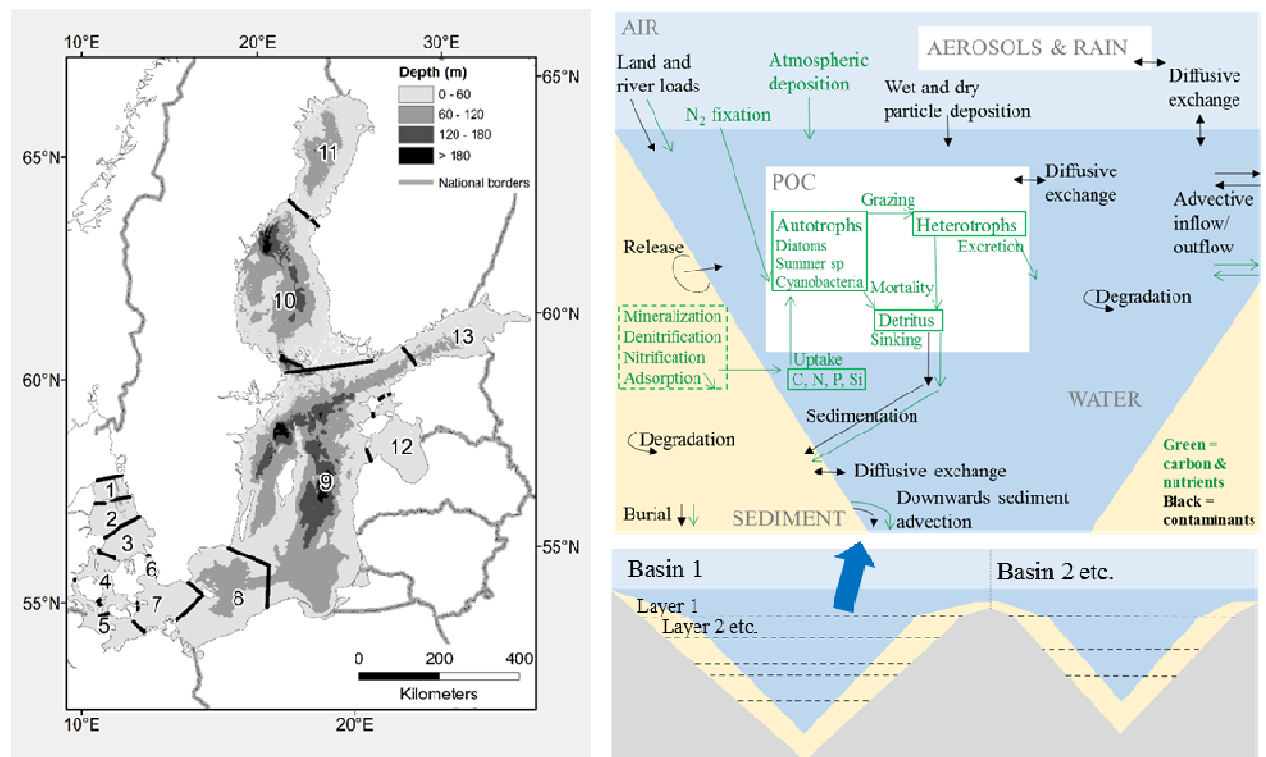 10°E 20°E 30°E
Depth (m)
0 - 60
60 - 120
120 - 180
> 180
National borders
65°N
65°N
60°N
60°N
55°N
55°N
11
10
13
12
9
1
2
3
6
4
7
8
5
0 200 400
Kilometers
10°E 20°E
AIR
AEROSOLS & RAIN
Land and
river loads
Atmospheric
deposition
N2 fixation
Wet and dry
particle deposition
Diffusive
exchange
POC
Grazing
Autotrophs
Diatoms
Summer sp
Cyanobacteria
Heterotrophs
Excretion
Mortality
Detritus
Sinking
Diffusive
exchange
Advective
inflow/
outflow
Release
Degradation
Mineralization
Denitrification
Nitrification
Adsorption
Uptake
C, N, P, Si
WATER
Sedimentation
Degradation
Diffusive exchange
Green =
carbon &
nutrients
Black =
contaminants
Burial
SEDIMENT
Downwards sediment
advection
Basin 1
Basin 2 etc.
Layer 1
Layer 2 etc.